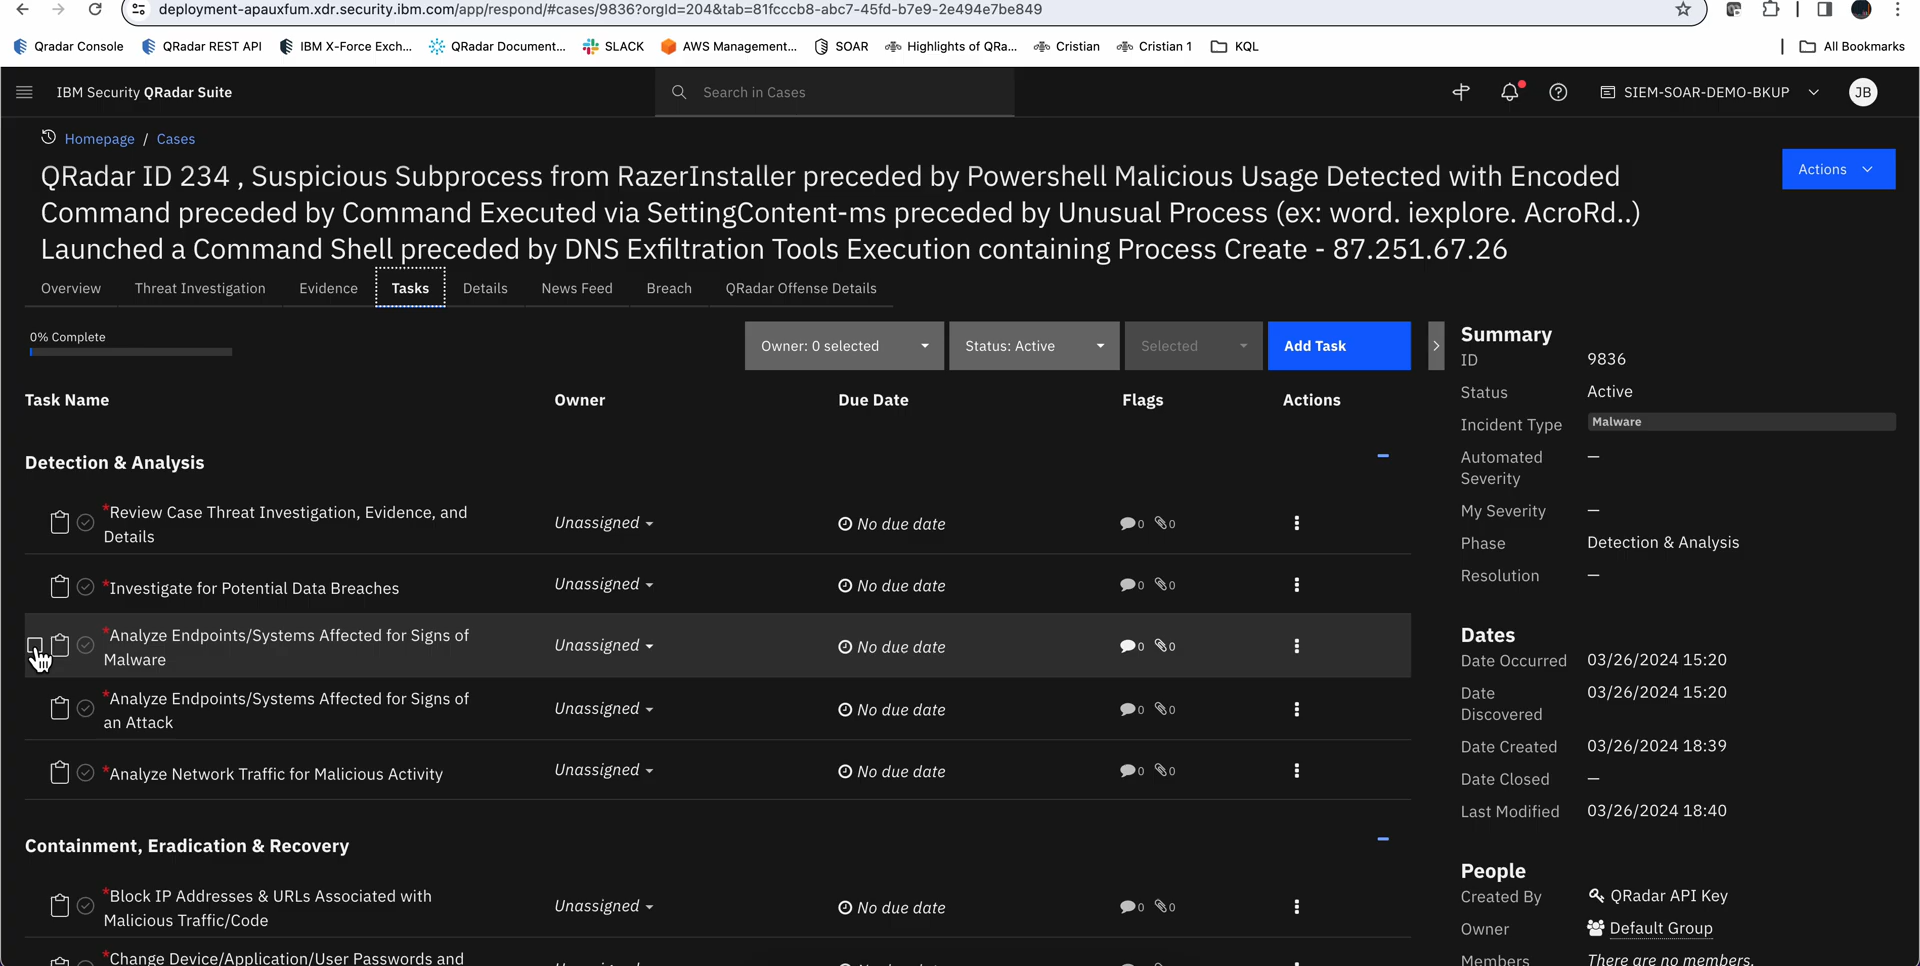 deployment-apauxfum.xdr.security.ibm.com/app/respond/#cases/9836?orgId=204&tab=81fcccb8-abc7-45fd-b7e9-2e494e7be849
Qradar Console QRadar REST API IBM X-Force Exch... QRadar Document... SLACK AWS Management... SOAR Highlights of QRa... Cristian Cristian 1 KQL All Bookmarks
IBM Security QRadar Suite Search in Cases SIEM-SOAR-DEMO-BKUP JB
Homepage / Cases
QRadar ID 234 , Suspicious Subprocess from RazerInstaller preceded by Powershell Malicious Usage Detected with Encoded
Command preceded by Command Executed via SettingContent-ms preceded by Unusual Process (ex: word. iexplore. AcroRd..)
Launched a Command Shell preceded by DNS Exfiltration Tools Execution containing Process Create - 87.251.67.26
Actions
Overview Threat Investigation Evidence Tasks Details News Feed Breach QRadar Offense Details
0% Complete
Owner: 0 selected Status: Active Selected Add Task
Task Name Owner Due Date Flags Actions
Detection & Analysis
*Review Case Threat Investigation, Evidence, and
Details
Unassigned No due date 0 0
*Investigate for Potential Data Breaches Unassigned No due date 0 0
*Analyze Endpoints/Systems Affected for Signs of
Malware
Unassigned No due date 0 0
*Analyze Endpoints/Systems Affected for Signs of
an Attack
Unassigned No due date 0 0
*Analyze Network Traffic for Malicious Activity Unassigned No due date 0 0
Containment, Eradication & Recovery
*Block IP Addresses & URLs Associated with
Malicious Traffic/Code
Unassigned No due date 0 0
*Change Device/Application/User Passwords and
Summary
ID 9836
Status Active
Incident Type Malware
Automated
Severity
—
My Severity —
Phase Detection & Analysis
Resolution —
Dates
Date Occurred 03/26/2024 15:20
Date
Discovered
03/26/2024 15:20
Date Created 03/26/2024 18:39
Date Closed —
Last Modified 03/26/2024 18:40
People
Created By QRadar API Key
Owner Default Group
Members There are no members.